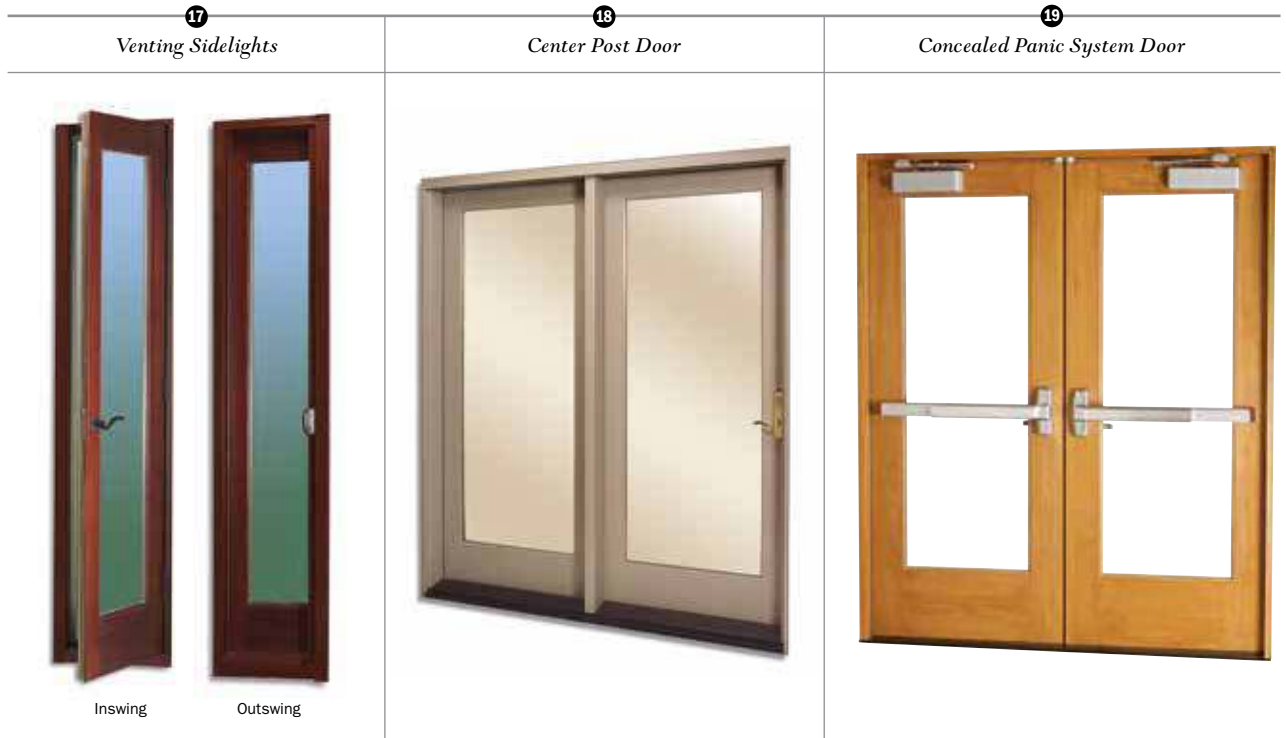 17
Venting Sidelights
Inswing
Outswing
18
Center Post Door
19
Concealed Panic System Door